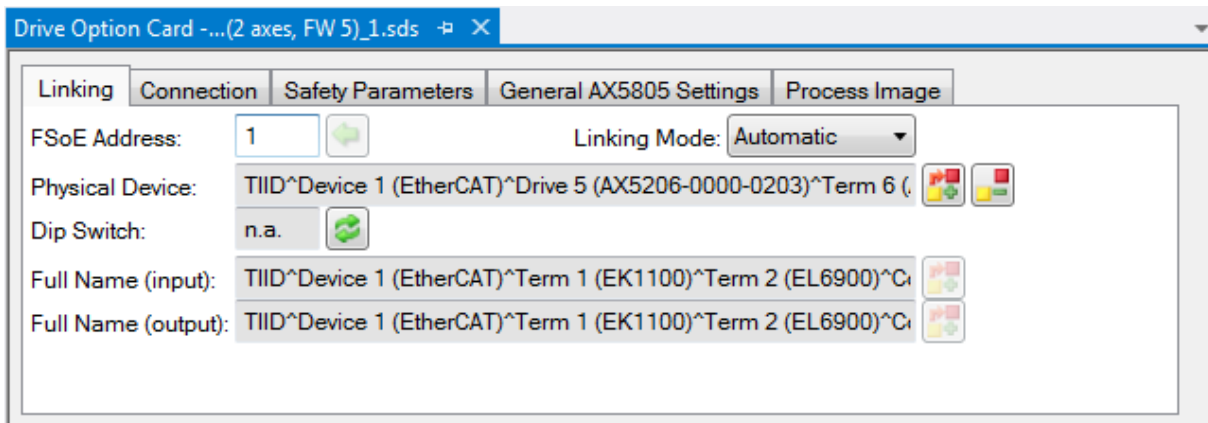 Drive Option Card -...(2 axes, FW 5)_1.sds
Linking Connection Safety Parameters General AX5805 Settings Process Image
FSoE Address: 1 Linking Mode: Automatic
Physical Device: TIID^Device 1 (EtherCAT)^Drive 5 (AX5206-0000-0203)^Term 6 (
Dip Switch: n.a.
Full Name (input): TIID^Device 1 (EtherCAT)^Term 1 (EK1100)^Term 2 (EL6900)^C
Full Name (output): TIID^Device 1 (EtherCAT)^Term 1 (EK1100)^Term 2 (EL6900)^C